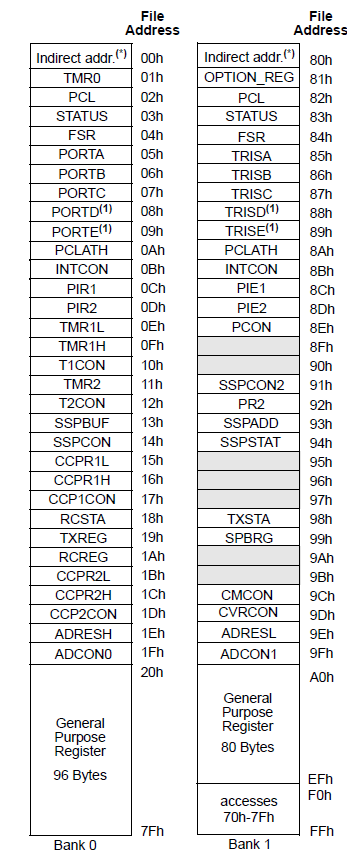 File
Address
Indirect addr.(*) 00h
TMR0 01h
PCL 02h
STATUS 03h
FSR 04h
PORTA 05h
PORTB 06h
PORTC 07h
PORTD(1) 08h
PORTE(1) 09h
PCLATH 0Ah
INTCON 0Bh
PIR1 0Ch
PIR2 0Dh
TMR1L 0Eh
TMR1H 0Fh
T1CON 10h
TMR2 11h
T2CON 12h
SSPBUF 13h
SSPCON 14h
CCPR1L 15h
CCPR1H 16h
CCP1CON 17h
RCSTA 18h
TXREG 19h
RCREG 1Ah
CCPR2L 1Bh
CCPR2H 1Ch
CCP2CON 1Dh
ADRESH 1Eh
ADCON0 1Fh
20h
General
Purpose
Register
96 Bytes
7Fh
Bank 0
File
Address
Indirect addr.(*) 80h
OPTION_REG 81h
PCL 82h
STATUS 83h
FSR 84h
TRISA 85h
TRISB 86h
TRISC 87h
TRISD(1) 88h
TRISE(1) 89h
PCLATH 8Ah
INTCON 8Bh
PIE1 8Ch
PIE2 8Dh
PCON 8Eh
8Fh
90h
SSPCON2 91h
PR2 92h
SSPADD 93h
SSPSTAT 94h
95h
96h
97h
TXSTA 98h
SPBRG 99h
9Ah
9Bh
CMCON 9Ch
CVRCON 9Dh
ADRESL 9Eh
ADCON1 9Fh
A0h
General
Purpose
Register
80 Bytes
EFh
F0h
accesses
70h-7Fh
FFh
Bank 1